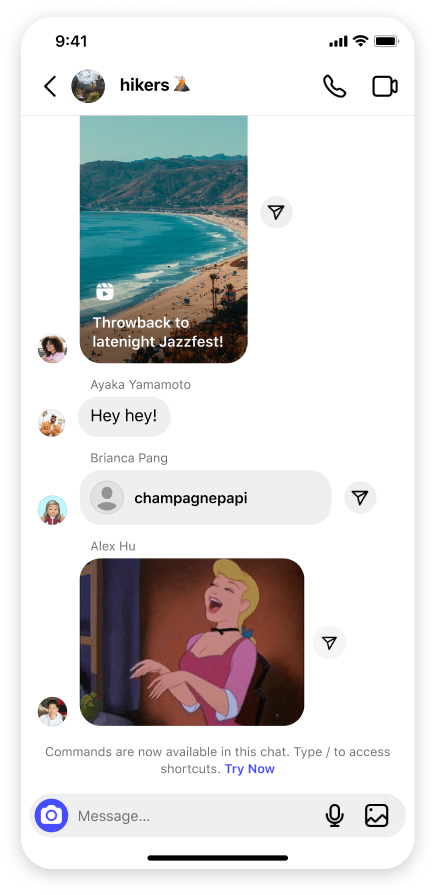 9:41
hikers🌋
Throwback to
latenight Jazzfest!
Ayaka Yamamoto
Hey hey!
Brianca Pang
champagnepapi
Alex Hu
Commands are now available in this chat. Type / to access
shortcuts. Try Now
Message...